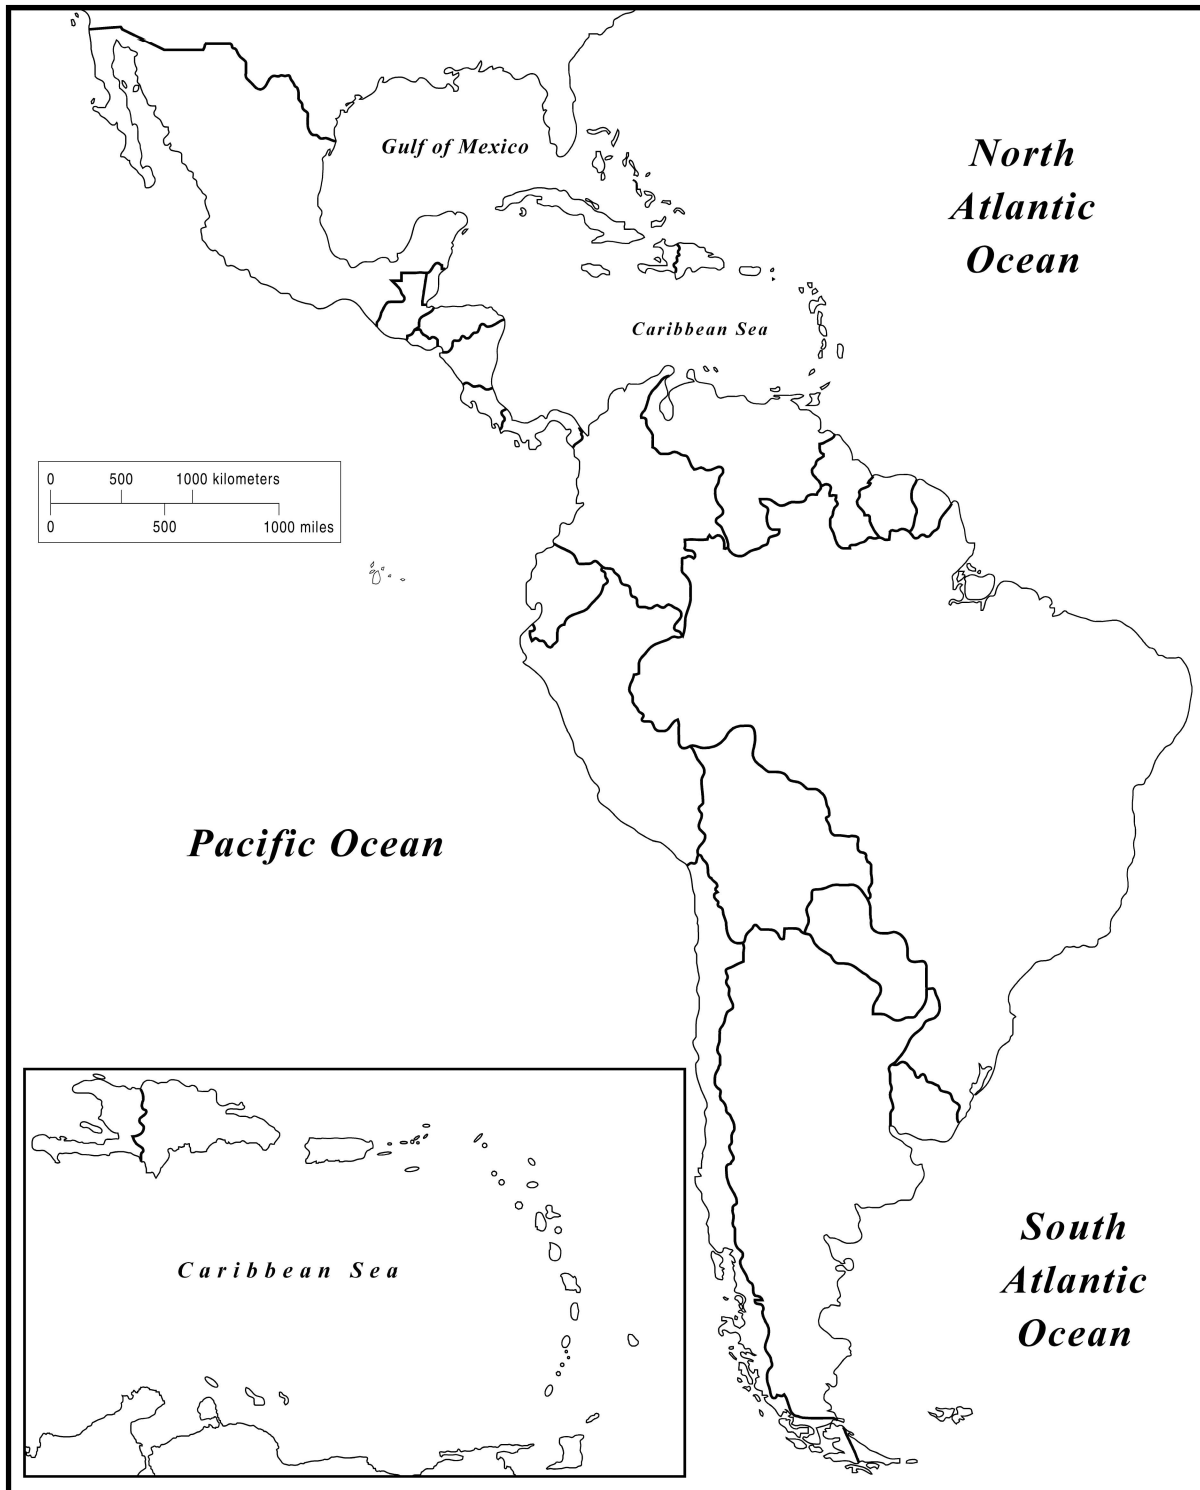 Gulf of Mexico
North
Atlantic
Ocean
Caribbean Sea
0 500 1000 kilometers
0 500 1000 miles
Pacific Ocean
Caribbean Sea
South
Atlantic
Ocean